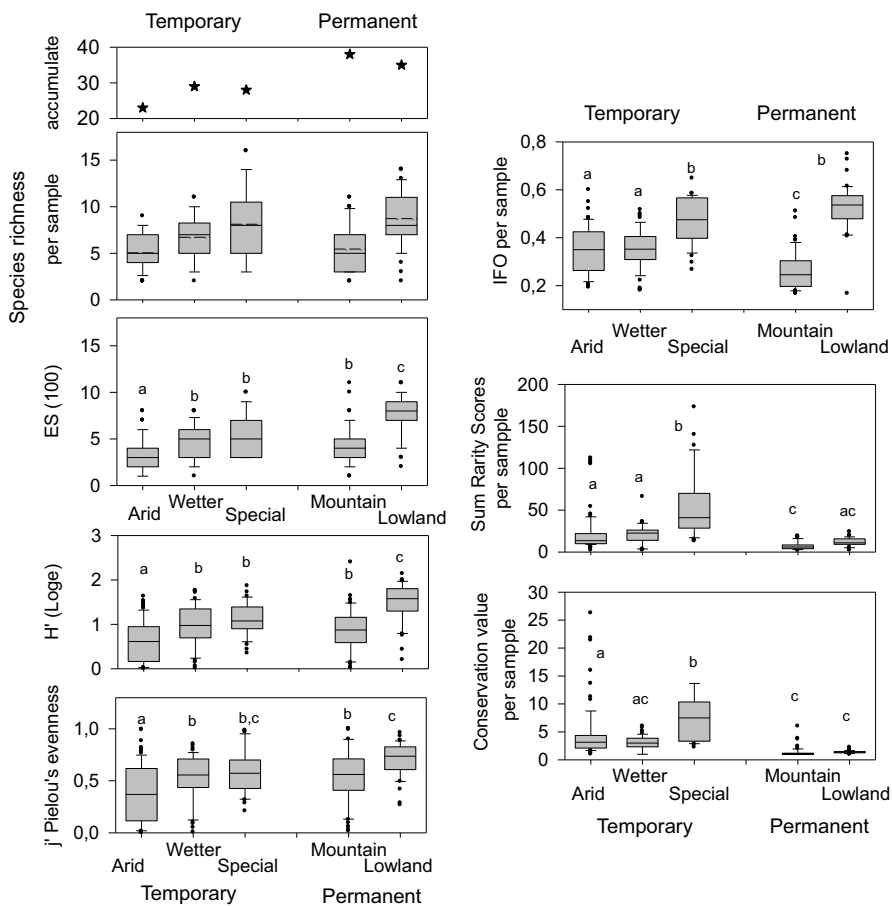 Temporary Permanent
accumulate
40
30
20
Species richness
per sample
15
10
5
0
ES (100)
15
10
5
0
a b b b c
Arid Wetter Special Mountain Lowland
H' (Loge)
3
2
1
0
a b b b c
j' Pielou's evenness
1,0
0,5
0,0
a b b,c b c
Arid Wetter Special Mountain Lowland
Temporary Permanent
Temporary Permanent
IFO per sample
0,8
0,6
0,4
0,2
a a b c b
Arid Wetter Special Mountain Lowland
Sum Rarity Scores
per sampple
200
150
100
50
0
a a b c ac
Conservation value
per sampple
30
25
20
15
10
5
0
a ac b c c
Arid Wetter Special Mountain Lowland
Temporary Permanent